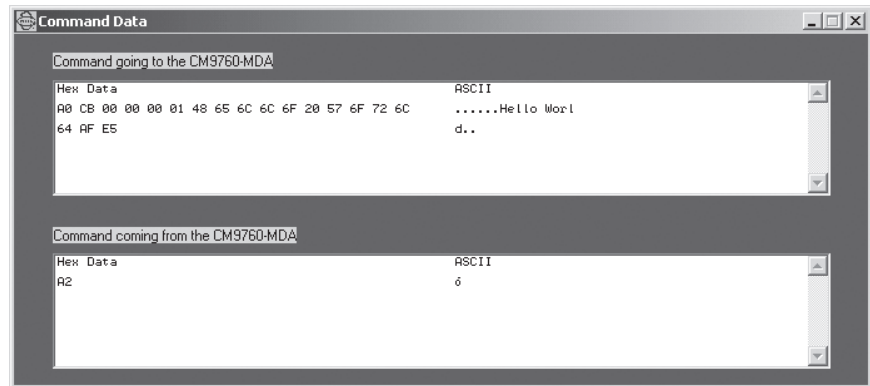 Command Data
Command going to the CM9760-MDA
Hex Data ASCII
A0 CB 00 00 00 01 48 65 6C 6C 6F 20 57 6F 72 6C ......Hello Worl
64 AF E5 d..
Command coming from the CM9760-MDA
Hex Data ASCII
A2 ó